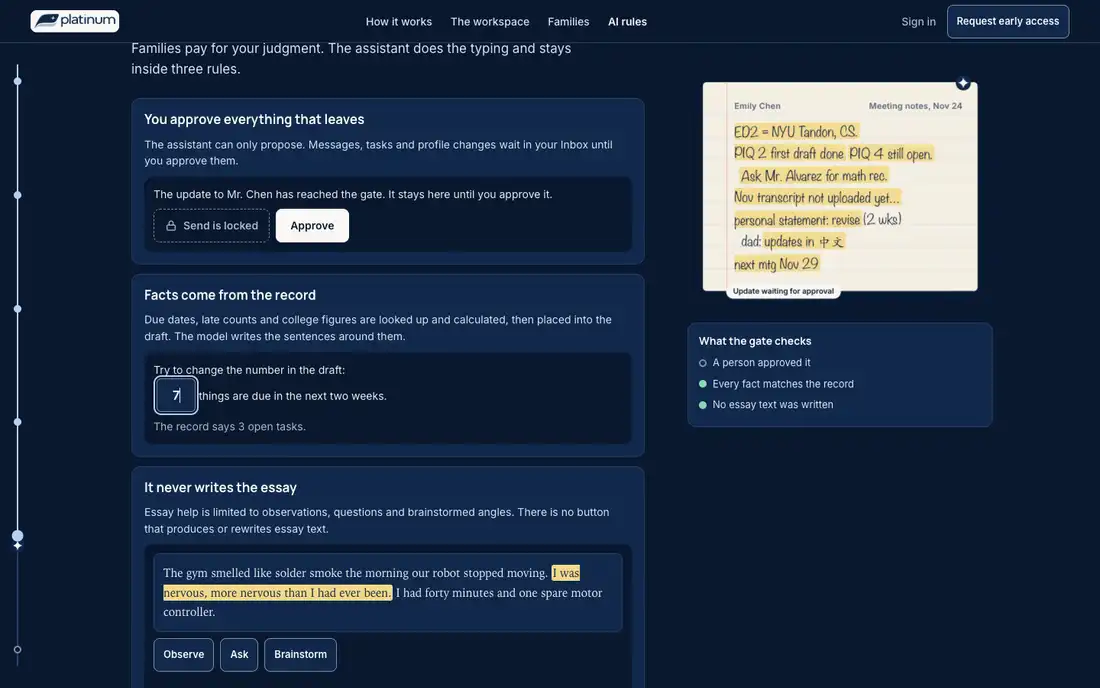 platinum
How it works
The workspace
Families
AI rules
Sign in
Request early access
Families pay for your judgment. The assistant does the typing and stays
inside three rules.
You approve everything that leaves
The assistant can only propose. Messages, tasks and profile changes wait in your Inbox until
you approve them.
The update to Mr. Chen has reached the gate. It stays here until you approve it.
Send is locked
Approve
Facts come from the record
Due dates, late counts and college figures are looked up and calculated, then placed into the
draft. The model writes the sentences around them.
Try to change the number in the draft:
7 things are due in the next two weeks.
The record says 3 open tasks.
It never writes the essay
Essay help is limited to observations, questions and brainstormed angles. There is no button
that produces or rewrites essay text.
The gym smelled like solder smoke the morning our robot stopped moving. I was
nervous, more nervous than I had ever been. I had forty minutes and one spare motor
controller.
Observe
Ask
Brainstorm
Emily Chen
Meeting notes, Nov 24
ED2 = NYU Tandon, CS.
PIQ 2 first draft done PIQ 4 still open.
Ask Mr. Alvarez for math rec.
Nov transcript not uploaded yet...
personal statement: revise (2 wks)
dad: updates in 中文
next mtg Nov 29
Update waiting for approval
What the gate checks
A person approved it
Every fact matches the record
No essay text was written